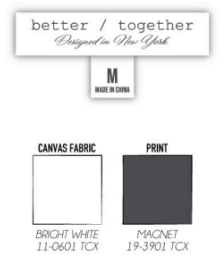 better / together
Designed in New York
M
MADE IN CHINA
CANVAS FABRIC
PRINT
BRIGHT WHITE
11-0601 TCX
MAGNET
19-3901 TCX